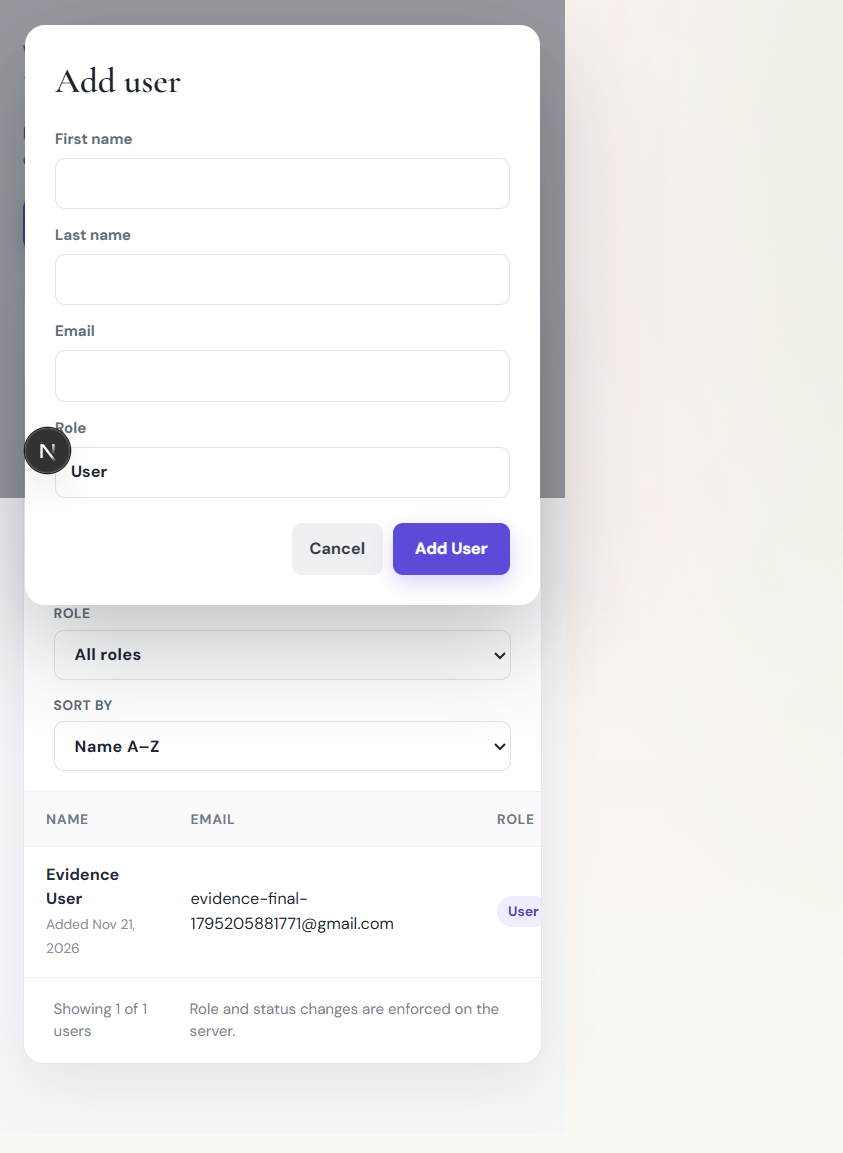 Add user
First name
Last name
Email
Role
N
User
Cancel
Add User
ROLE
All roles
SORT BY
Name A–Z
NAME
EMAIL
ROLE
Evidence
User
Added Nov 21,
2026
evidence-final-
1795205881771@gmail.com
User
Showing 1 of 1
users
Role and status changes are enforced on the
server.